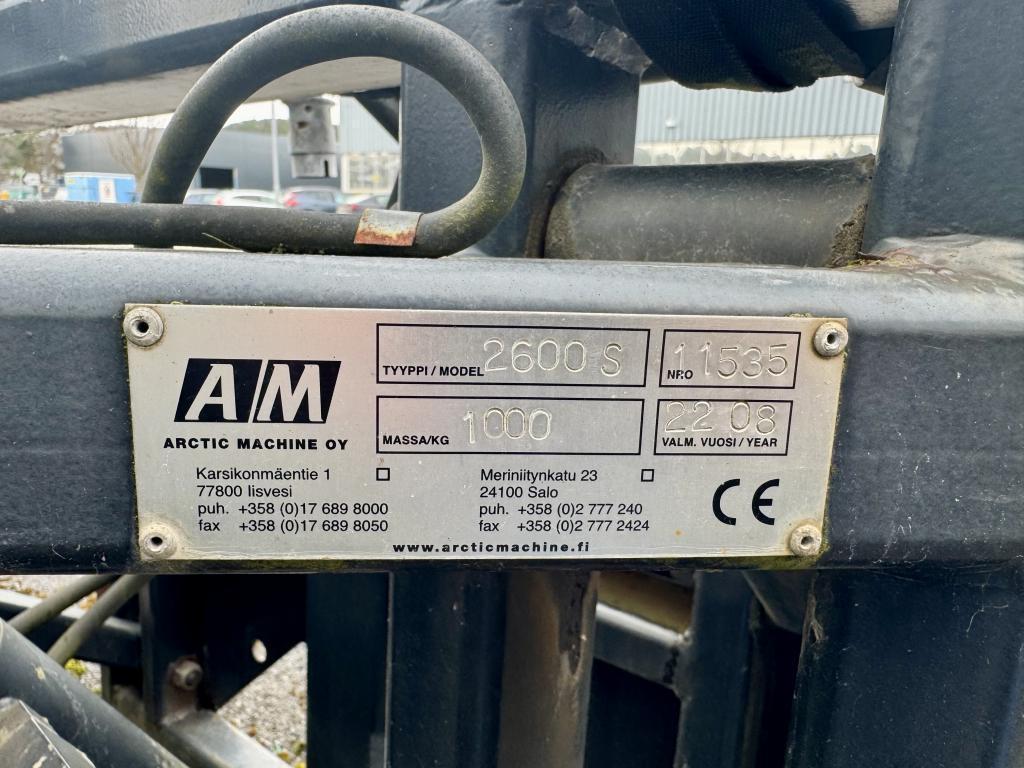 AM
ARCTIC MACHINE OY
TYYPPI / MODEL 2600 S
NRO 11535
MASSA/KG 1000
22 08
VALM. VUOSI / YEAR
Karsikonmäentie 1
77800 Iisvesi
puh. +358 (0)17 689 8000
fax +358 (0)17 689 8050
Meriniitynkatu 23
24100 Salo
puh. +358 (0)2 777 240
fax +358 (0)2 777 2424
CE
www.arcticmachine.fi